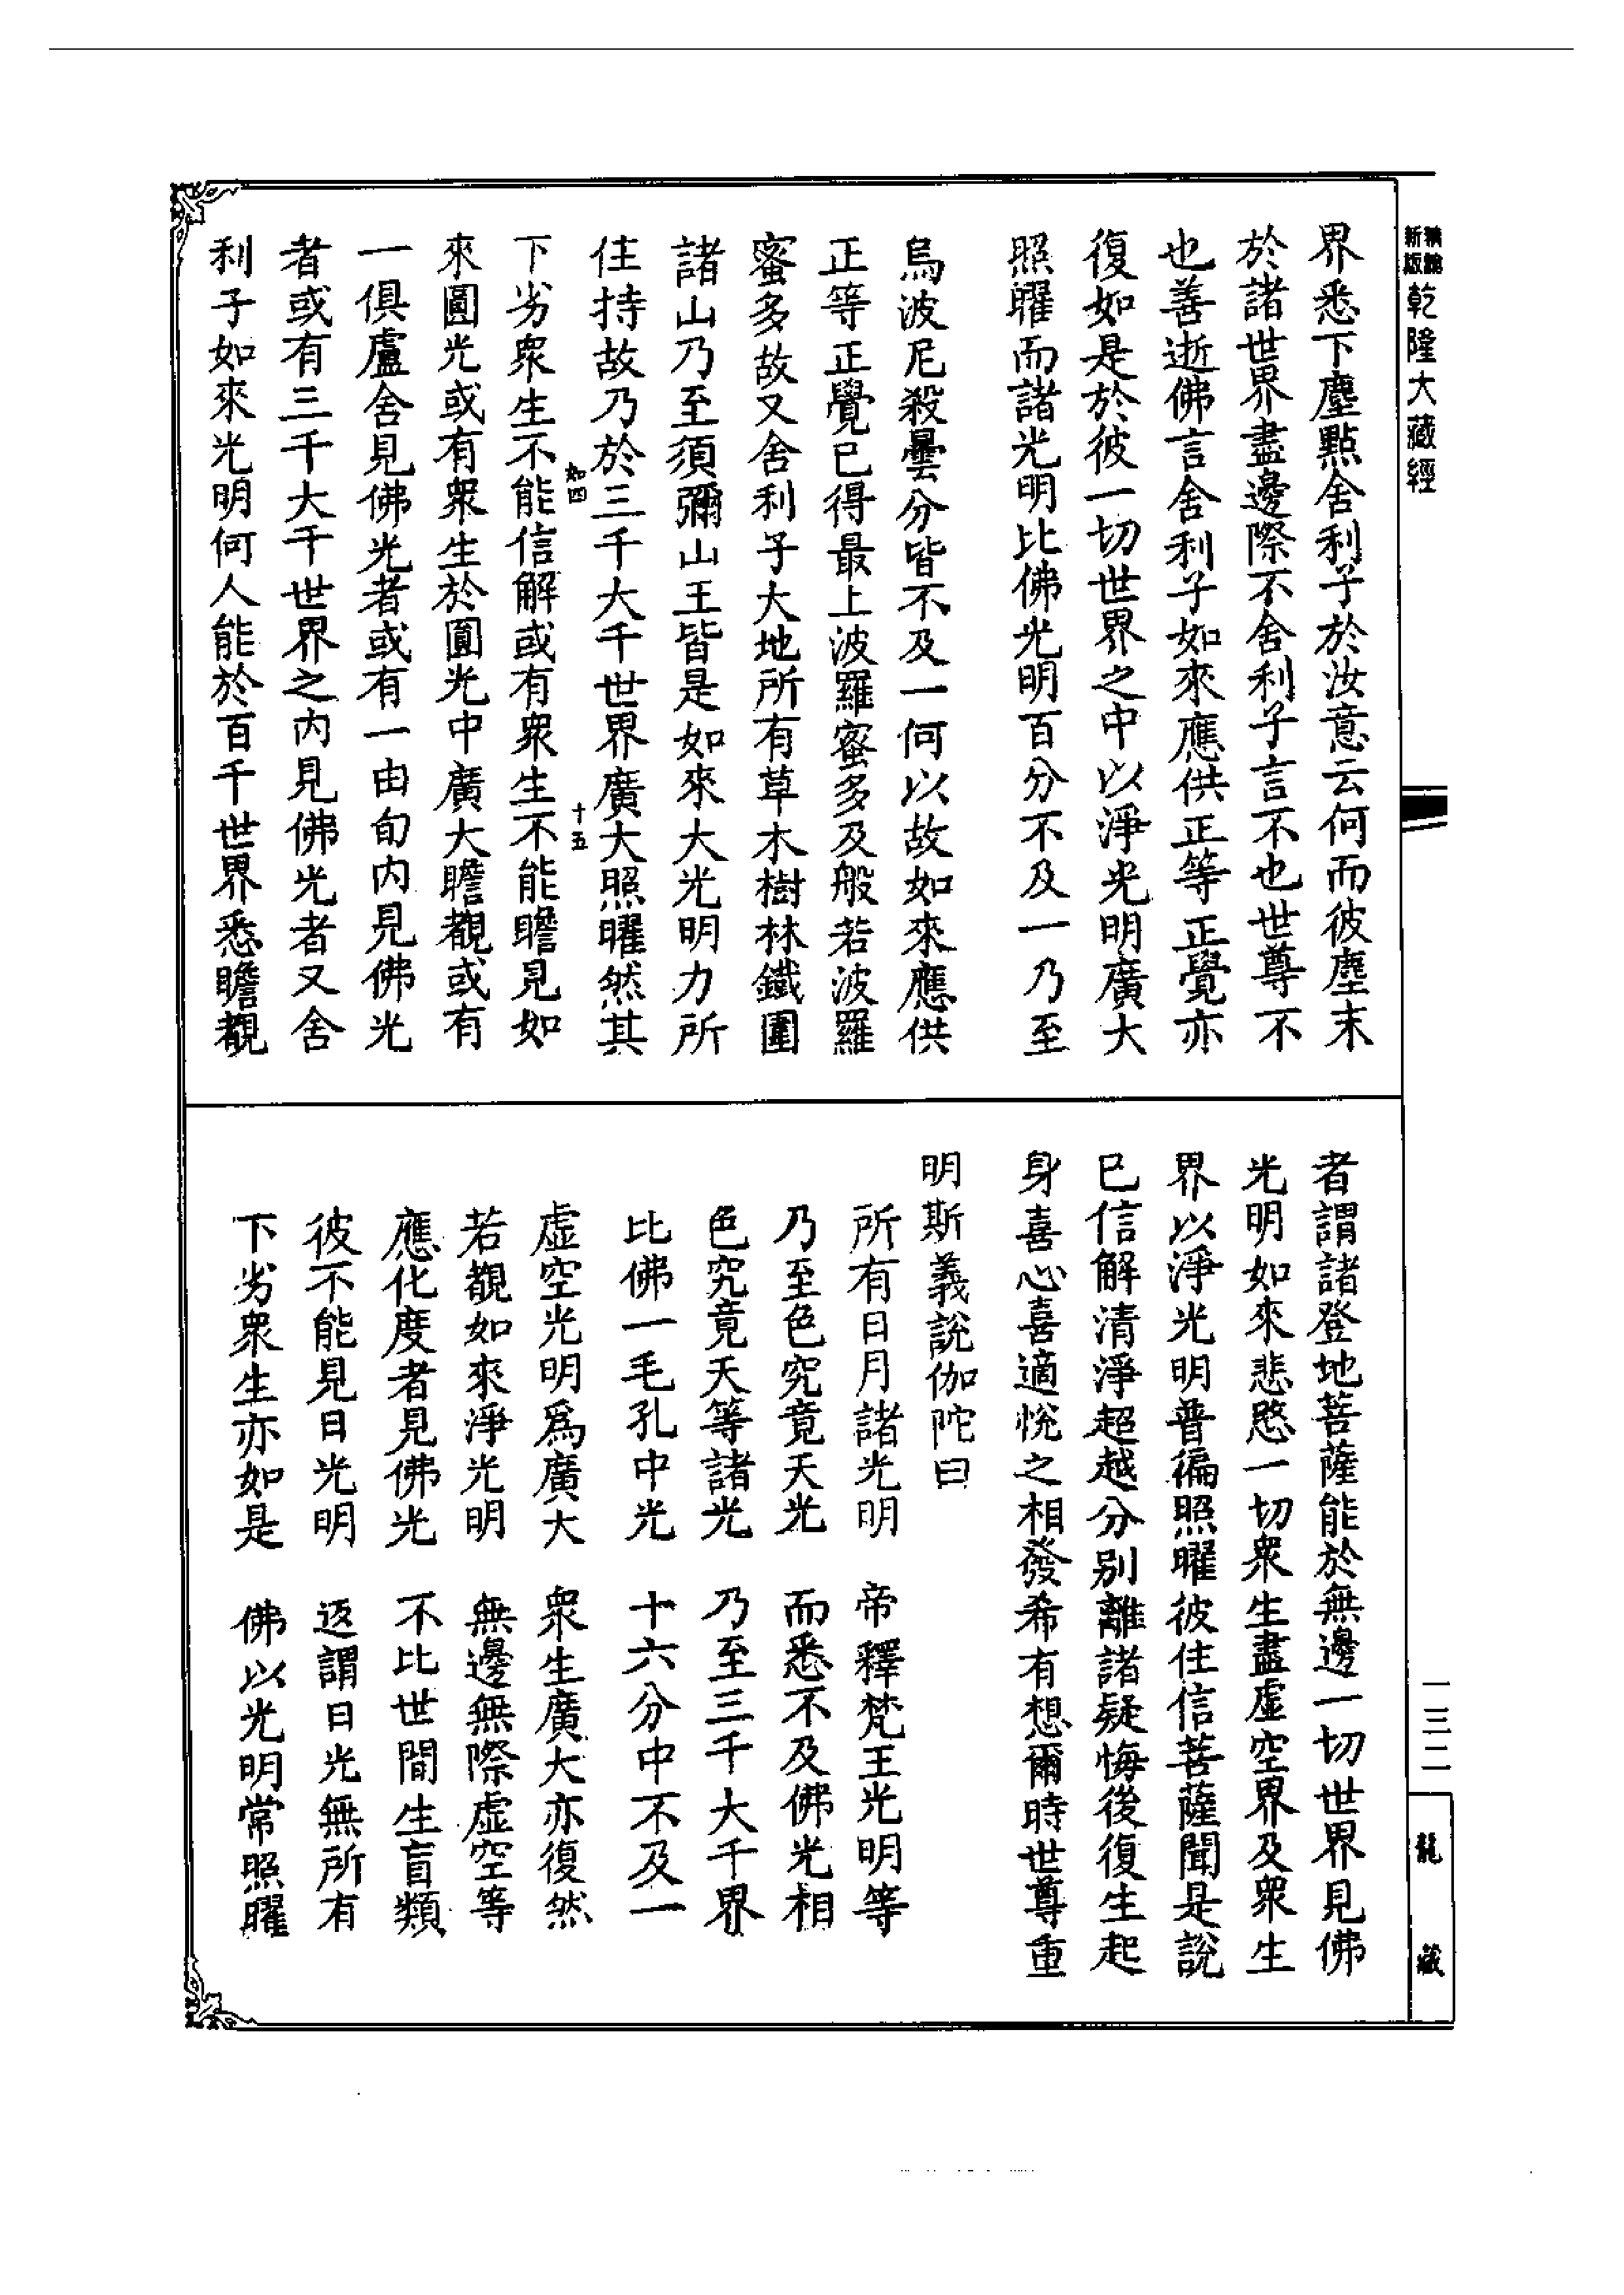 新版
精縮
乾隆大藏經
界悉下塵點舍利子於汝意云何而彼塵末
於諸世界盡邊際不舍利子言不也世尊不
也善逝佛言舍利子如來應供正等正覺亦
復如是於彼一切世界之中以淨光明廣大
照曜而諸光明比佛光明百分不及一乃至
烏波尼殺曇分皆不及一何以故如來應供
正等正覺已得最上波羅蜜多及般若波羅
蜜多故又舍利子大地所有草木樹林鐵圍
諸山乃至須彌山王皆是如來大光明力所
住持故乃於三千大千世界廣大照曜然其
如四
十五
下劣衆生不能信解或有衆生不能瞻見如
來圓光或有衆生於圓光中廣大瞻覩或有
一俱盧舍見佛光者或有一由旬內見佛光
者或有三千大千世界之內見佛光者又舍
利子如來光明何人能於百千世界悉瞻覩
者謂諸登地菩薩能於無邊一切世界見佛
光明如來悲愍一切衆生盡虛空界及衆生
界以淨光明普徧照曜彼住信菩薩聞是說
已信解清淨超越分别離諸疑悔後復生起
身喜心喜適悅之相發希有想爾時世尊重
明斯義說伽陀曰
所有日月諸光明　帝釋梵王光明等
乃至色究竟天光　而悉不及佛光相
色究竟天等諸光　乃至三千大千界
比佛一毛孔中光　十六分中不及一
虛空光明爲廣大　衆生廣大亦復然
若覩如來淨光明　無邊無際虛空等
應化度者見佛光　不比世間生盲類
彼不能見日光明　返謂日光無所有
下劣衆生亦如是　佛以光明常照曜
一三二
龍藏